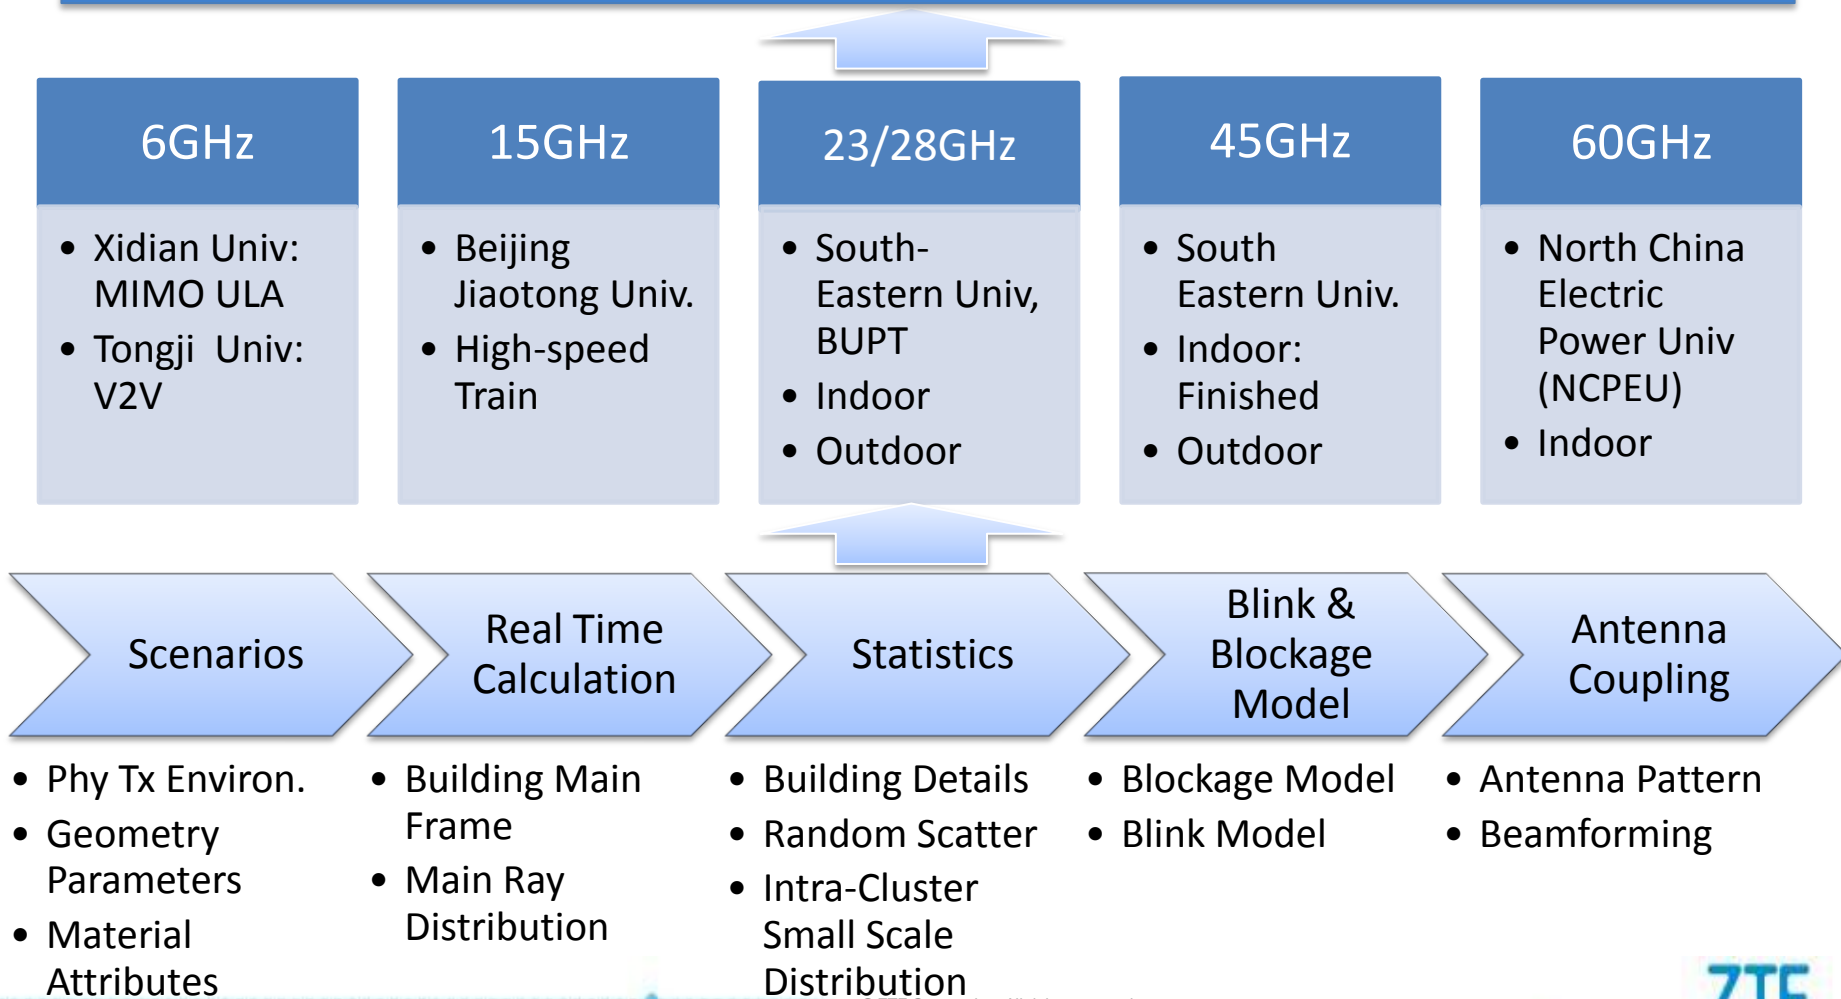 6GHz
• Xidian Univ:
MIMO ULA
• Tongji Univ:
V2V
15GHz
• Beijing
Jiaotong Univ.
• High-speed
Train
23/28GHz
• South-
Eastern Univ,
BUPT
• Indoor
• Outdoor
45GHz
• South
Eastern Univ.
• Indoor:
Finished
• Outdoor
60GHz
• North China
Electric
Power Univ
(NCPEU)
• Indoor
Scenarios
Real Time
Calculation
Statistics
Blink &
Blockage
Model
Antenna
Coupling
• Phy Tx Environ.
• Geometry
Parameters
• Material
Attributes
• Building Main
Frame
• Main Ray
Distribution
• Building Details
• Random Scatter
• Intra-Cluster
Small Scale
Distribution
• Blockage Model
• Blink Model
• Antenna Pattern
• Beamforming
ZTE